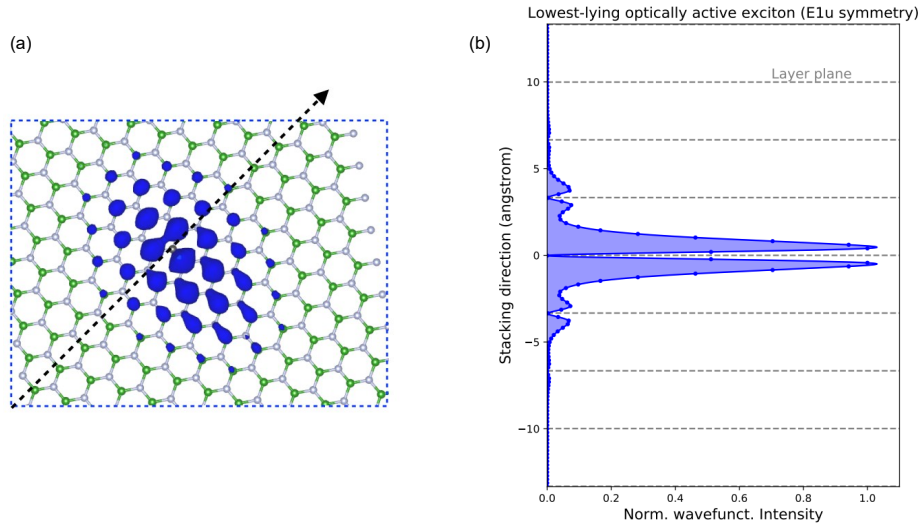 Lowest-lying optically active exciton (E1u symmetry)
(a)
(b)
Layer plane
10
5
0
−5
−10
Stacking direction (angstrom)
0.0 0.2 0.4 0.6 0.8 1.0
Norm. wavefunct. Intensity